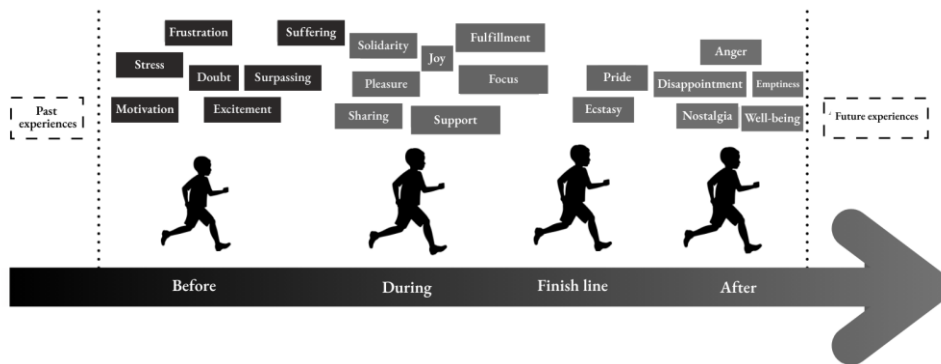 Frustration
Suffering
Solidarity
Joy
Fulfillment
Stress
Doubt
Surpassing
Pleasure
Focus
Pride
Anger
Disappointment
Emptiness
Past
experiences
Motivation
Excitement
Sharing
Support
Ecstasy
Nostalgia
Well-being
Future experiences
Before
During
Finish line
After